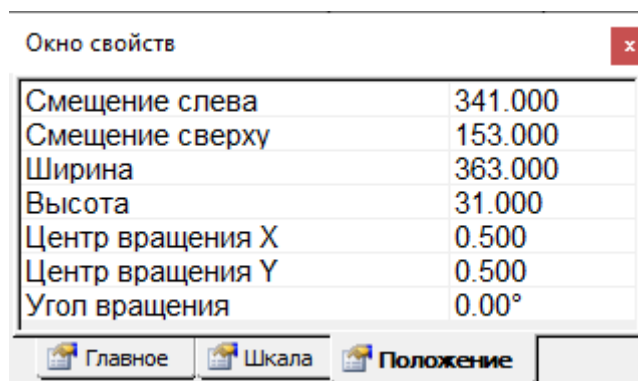 Окно свойств x
Смещение слева 341.000
Смещение сверху 153.000
Ширина 363.000
Высота 31.000
Центр вращения X 0.500
Центр вращения Y 0.500
Угол вращения 0.00°
Главное Шкала Положение